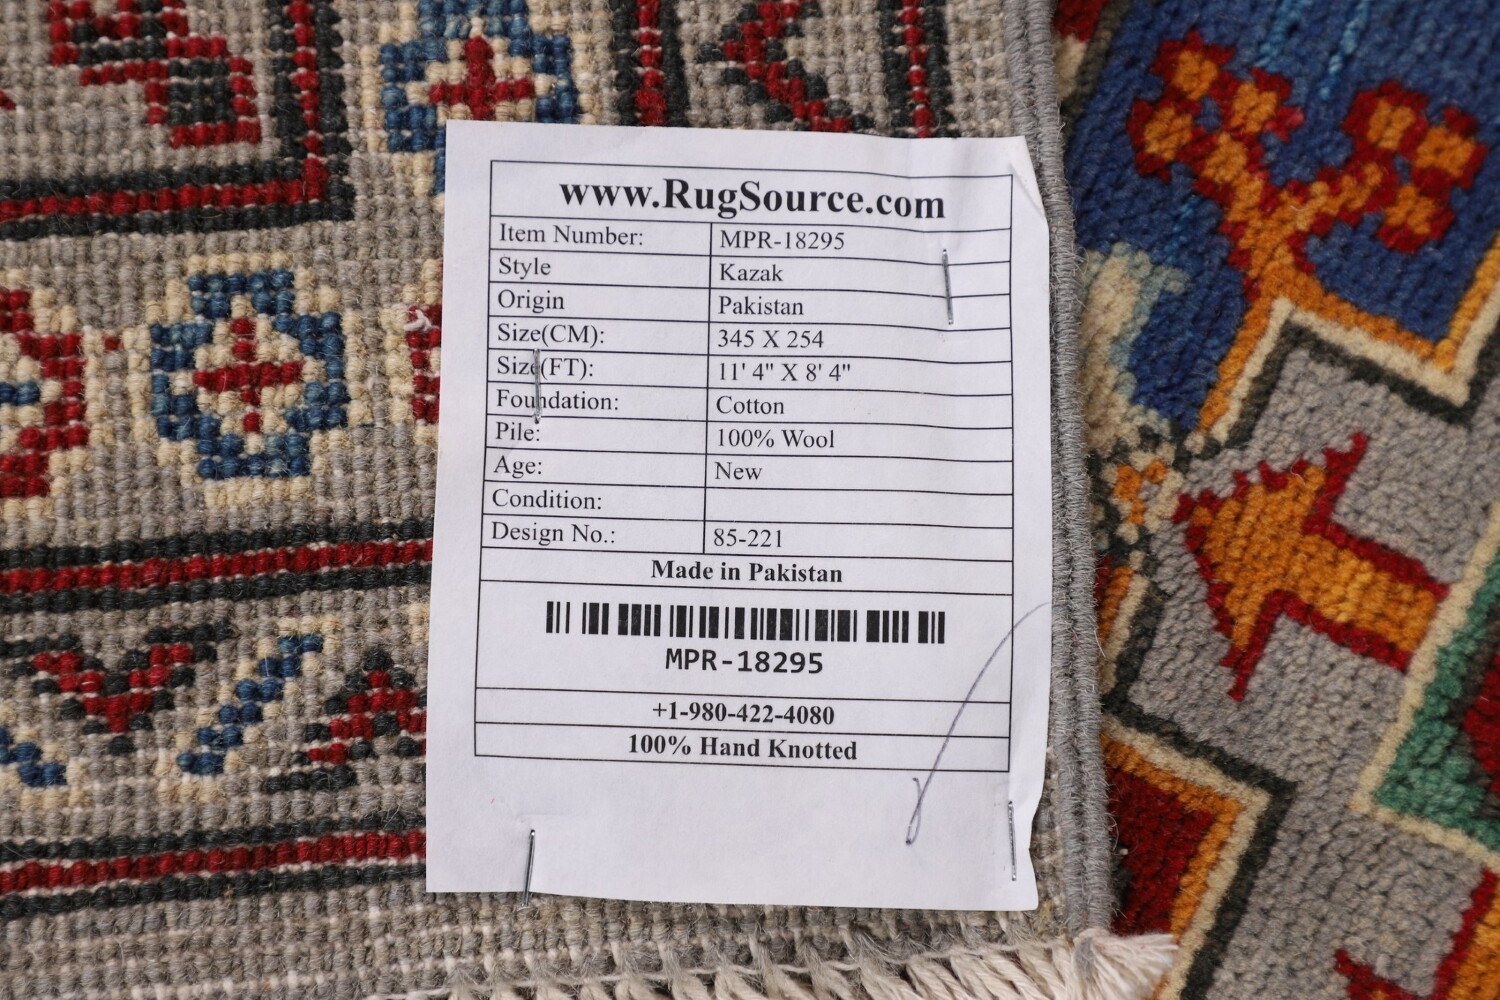 www.RugSource.com
Item Number: MPR-18295
Style Kazak
Origin Pakistan
Size(CM): 345 X 254
Size(FT): 11' 4" X 8' 4"
Foundation: Cotton
Pile: 100% Wool
Age: New
Condition:
Design No.: 85-221
Made in Pakistan
MPR-18295
+1-980-422-4080
100% Hand Knotted